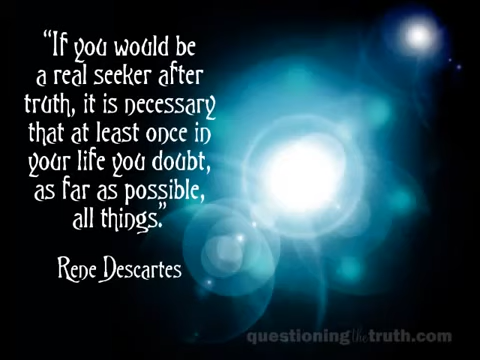 “If you would be
a real seeker after
truth, it is necessary
that at least once in
your life you doubt,
as far as possible,
all things.”
Rene Descartes
questioningthetruth.com